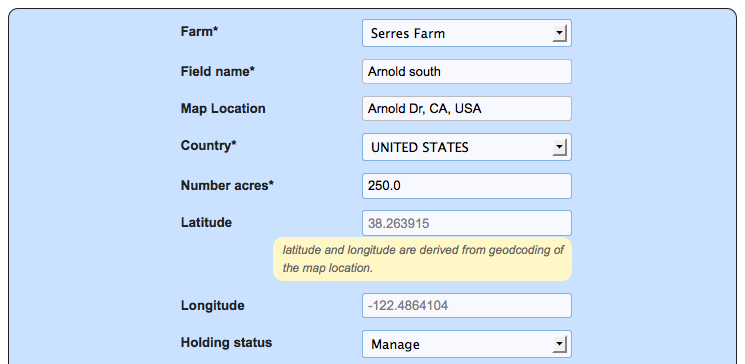 Farm* Serres Farm
Field name* Arnold south
Map Location Arnold Dr, CA, USA
Country* UNITED STATES
Number acres* 250.0
Latitude 38.263915
latitude and longitude are derived from geodcoding of
the map location.
Longitude -122.4864104
Holding status Manage